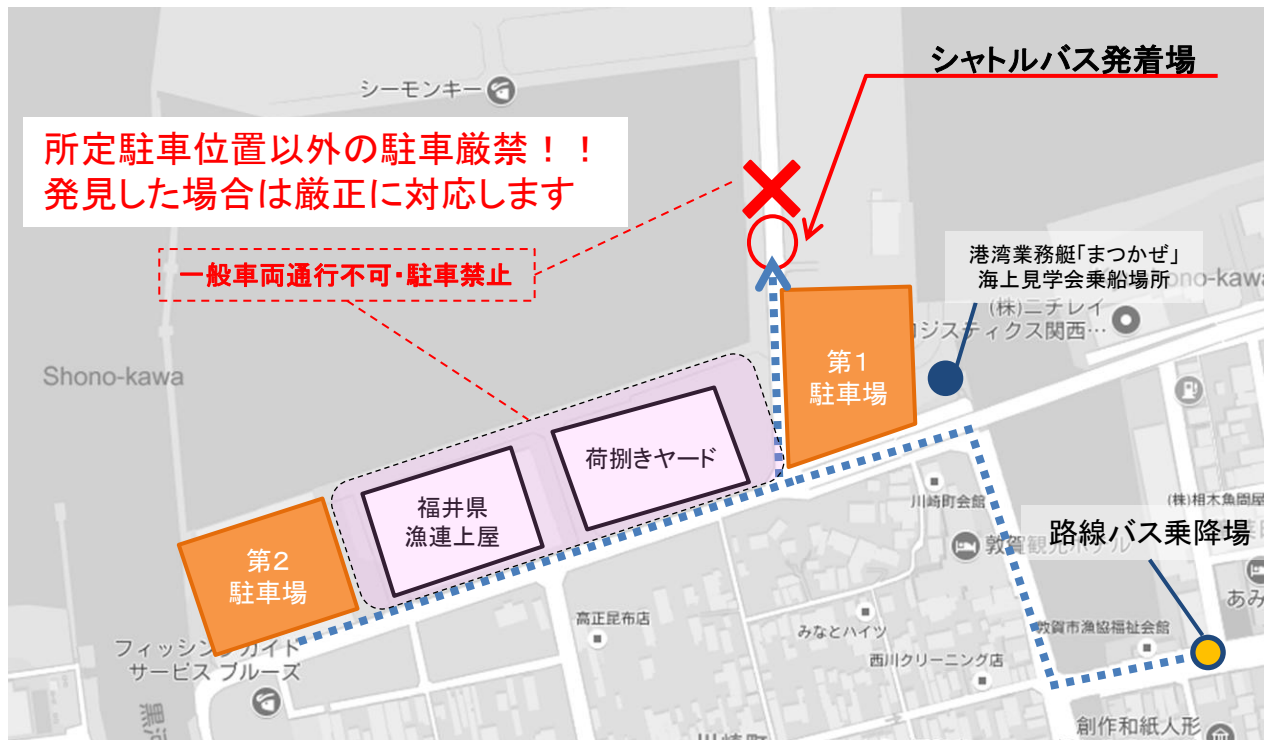 シャトルバス発着場
シーモンキー
所定駐車位置以外の駐車厳禁！！
発見した場合は厳正に対応します
一般車両通行不可・駐車禁止
港湾業務艇「まつかぜ」
海上見学会乗船場所
ono-kawa
(株)ニチレイ
ロジスティクス関西…
第1
駐車場
Shono-kawa
荷捌きヤード
福井県
漁連上屋
川崎町会館
(株)相木魚問屋
路線バス乗降場
敦賀観光ホテル
第2
駐車場
あみ
高正昆布店
みなとハイツ
敦賀市漁協福祉会館
フィッシングガイド
サービス ブルーズ
西川クリーニング店
黒河
川崎町
創作和紙人形